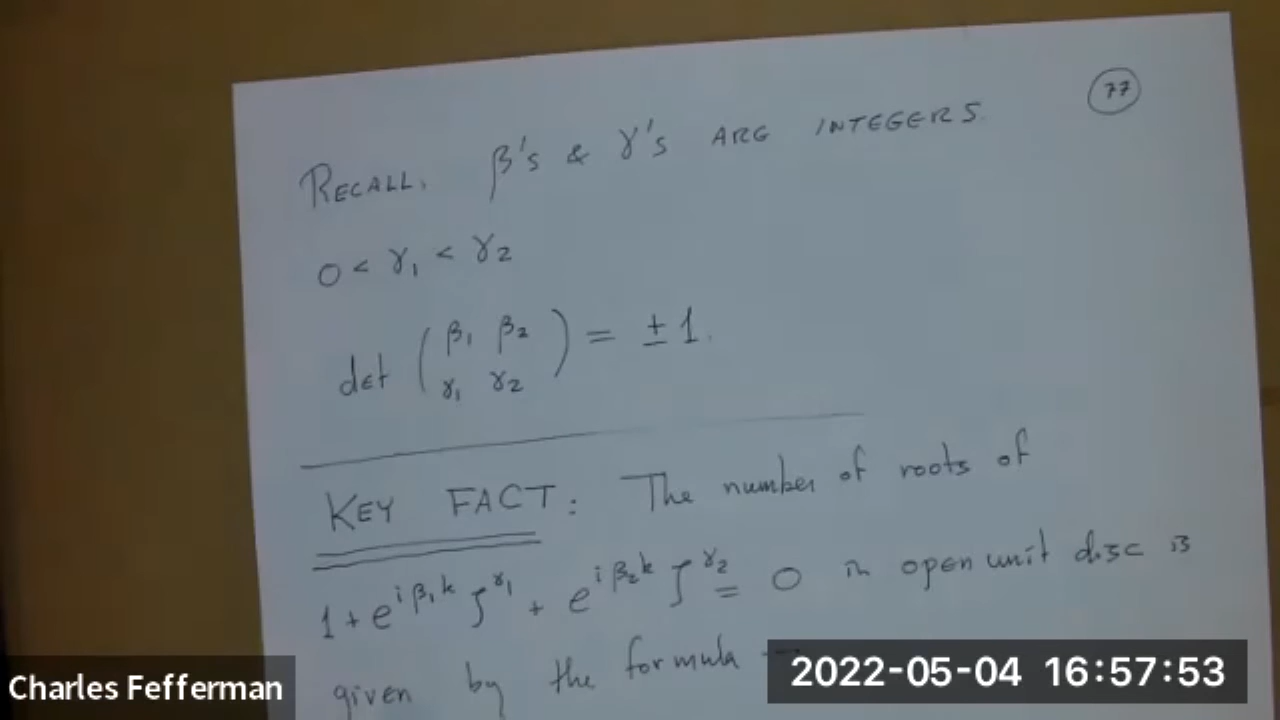 77
RECALL. β's & γ's ARE INTEGERS.
0 < γ₁ < γ₂
det ( β₁ β₂
γ₁ γ₂ ) = ± 1.
KEY FACT: The number of roots of
1 + e^{iβ₁k} ζ^{γ₁} + e^{iβ₂k} ζ^{γ₂} = 0 in open unit disc is
given by the formula
Charles Fefferman
2022-05-04 16:57:53